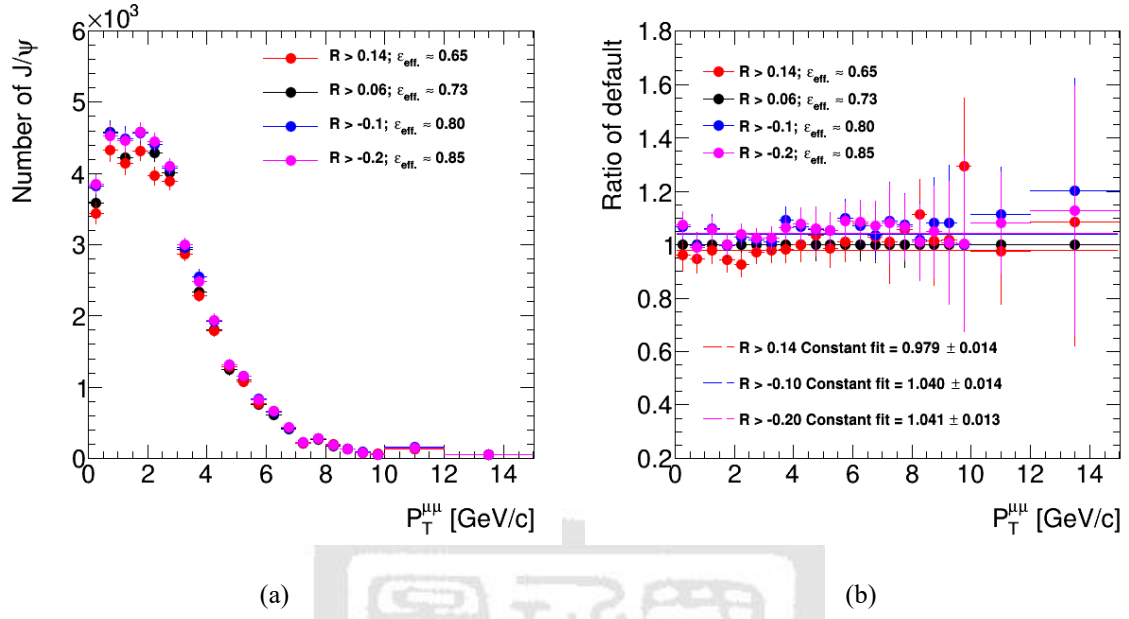 ×10³
6
5
4
3
2
1
0
Number of J/ψ
R > 0.14; ε_eff. ≈ 0.65
R > 0.06; ε_eff. ≈ 0.73
R > -0.1; ε_eff. ≈ 0.80
R > -0.2; ε_eff. ≈ 0.85
0 2 4 6 8 10 12 14
P_T^μμ [GeV/c]
(a)
1.8
1.6
1.4
1.2
1
0.8
0.6
0.4
0.2
Ratio of default
R > 0.14; ε_eff. ≈ 0.65
R > 0.06; ε_eff. ≈ 0.73
R > -0.1; ε_eff. ≈ 0.80
R > -0.2; ε_eff. ≈ 0.85
R > 0.14 Constant fit = 0.979 ± 0.014
R > -0.10 Constant fit = 1.040 ± 0.014
R > -0.20 Constant fit = 1.041 ± 0.013
0 2 4 6 8 10 12 14
P_T^μμ [GeV/c]
(b)